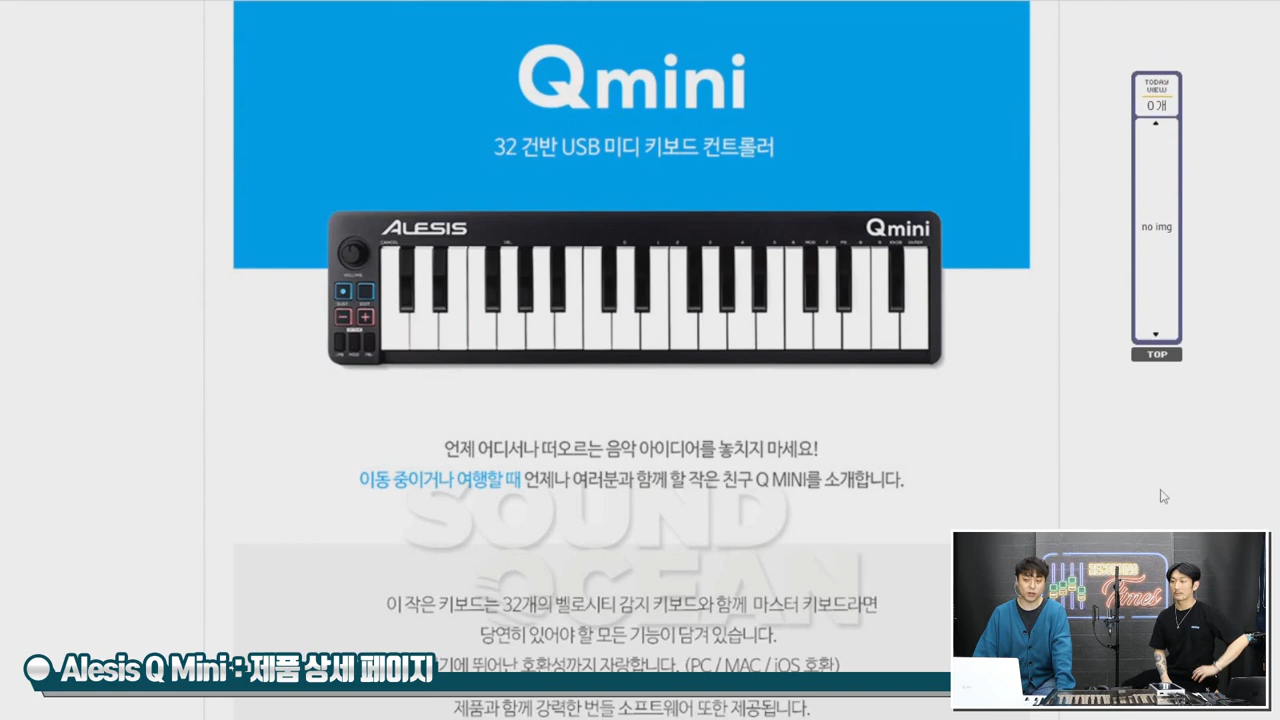 Qmini
32 건반 USB 미디 키보드 컨트롤러
ALESIS
Qmini
CANCEL
VOLUME
TODAY
VIEW
0개
no img
TOP
언제 어디서나 떠오르는 음악 아이디어를 놓치지 마세요!
이동 중이거나 여행할 때 언제나 여러분과 함께 할 작은 친구 Q MINI를 소개합니다.
SOUND
OCEAN
이 작은 키보드는 32개의 벨로시티 감지 키보드와 함께 마스터 키보드라면
당연히 있어야 할 모든 기능이 담겨 있습니다.
뛰어난 호환성까지 자랑합니다. (PC / MAC / iOS 호환)
제품과 함께 강력한 번들 소프트웨어 또한 제공됩니다.
Alesis Q Mini : 제품 상세 페이지
Times